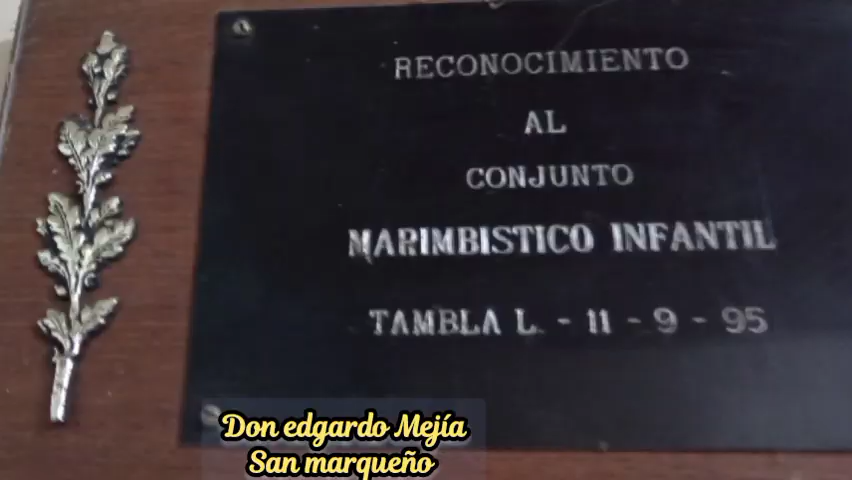 RECONOCIMIENTO
AL
CONJUNTO
MARIMBISTICO INFANTIL
TAMBLA L. - 11 - 9 - 95
Don edgardo Mejía
San marqueño